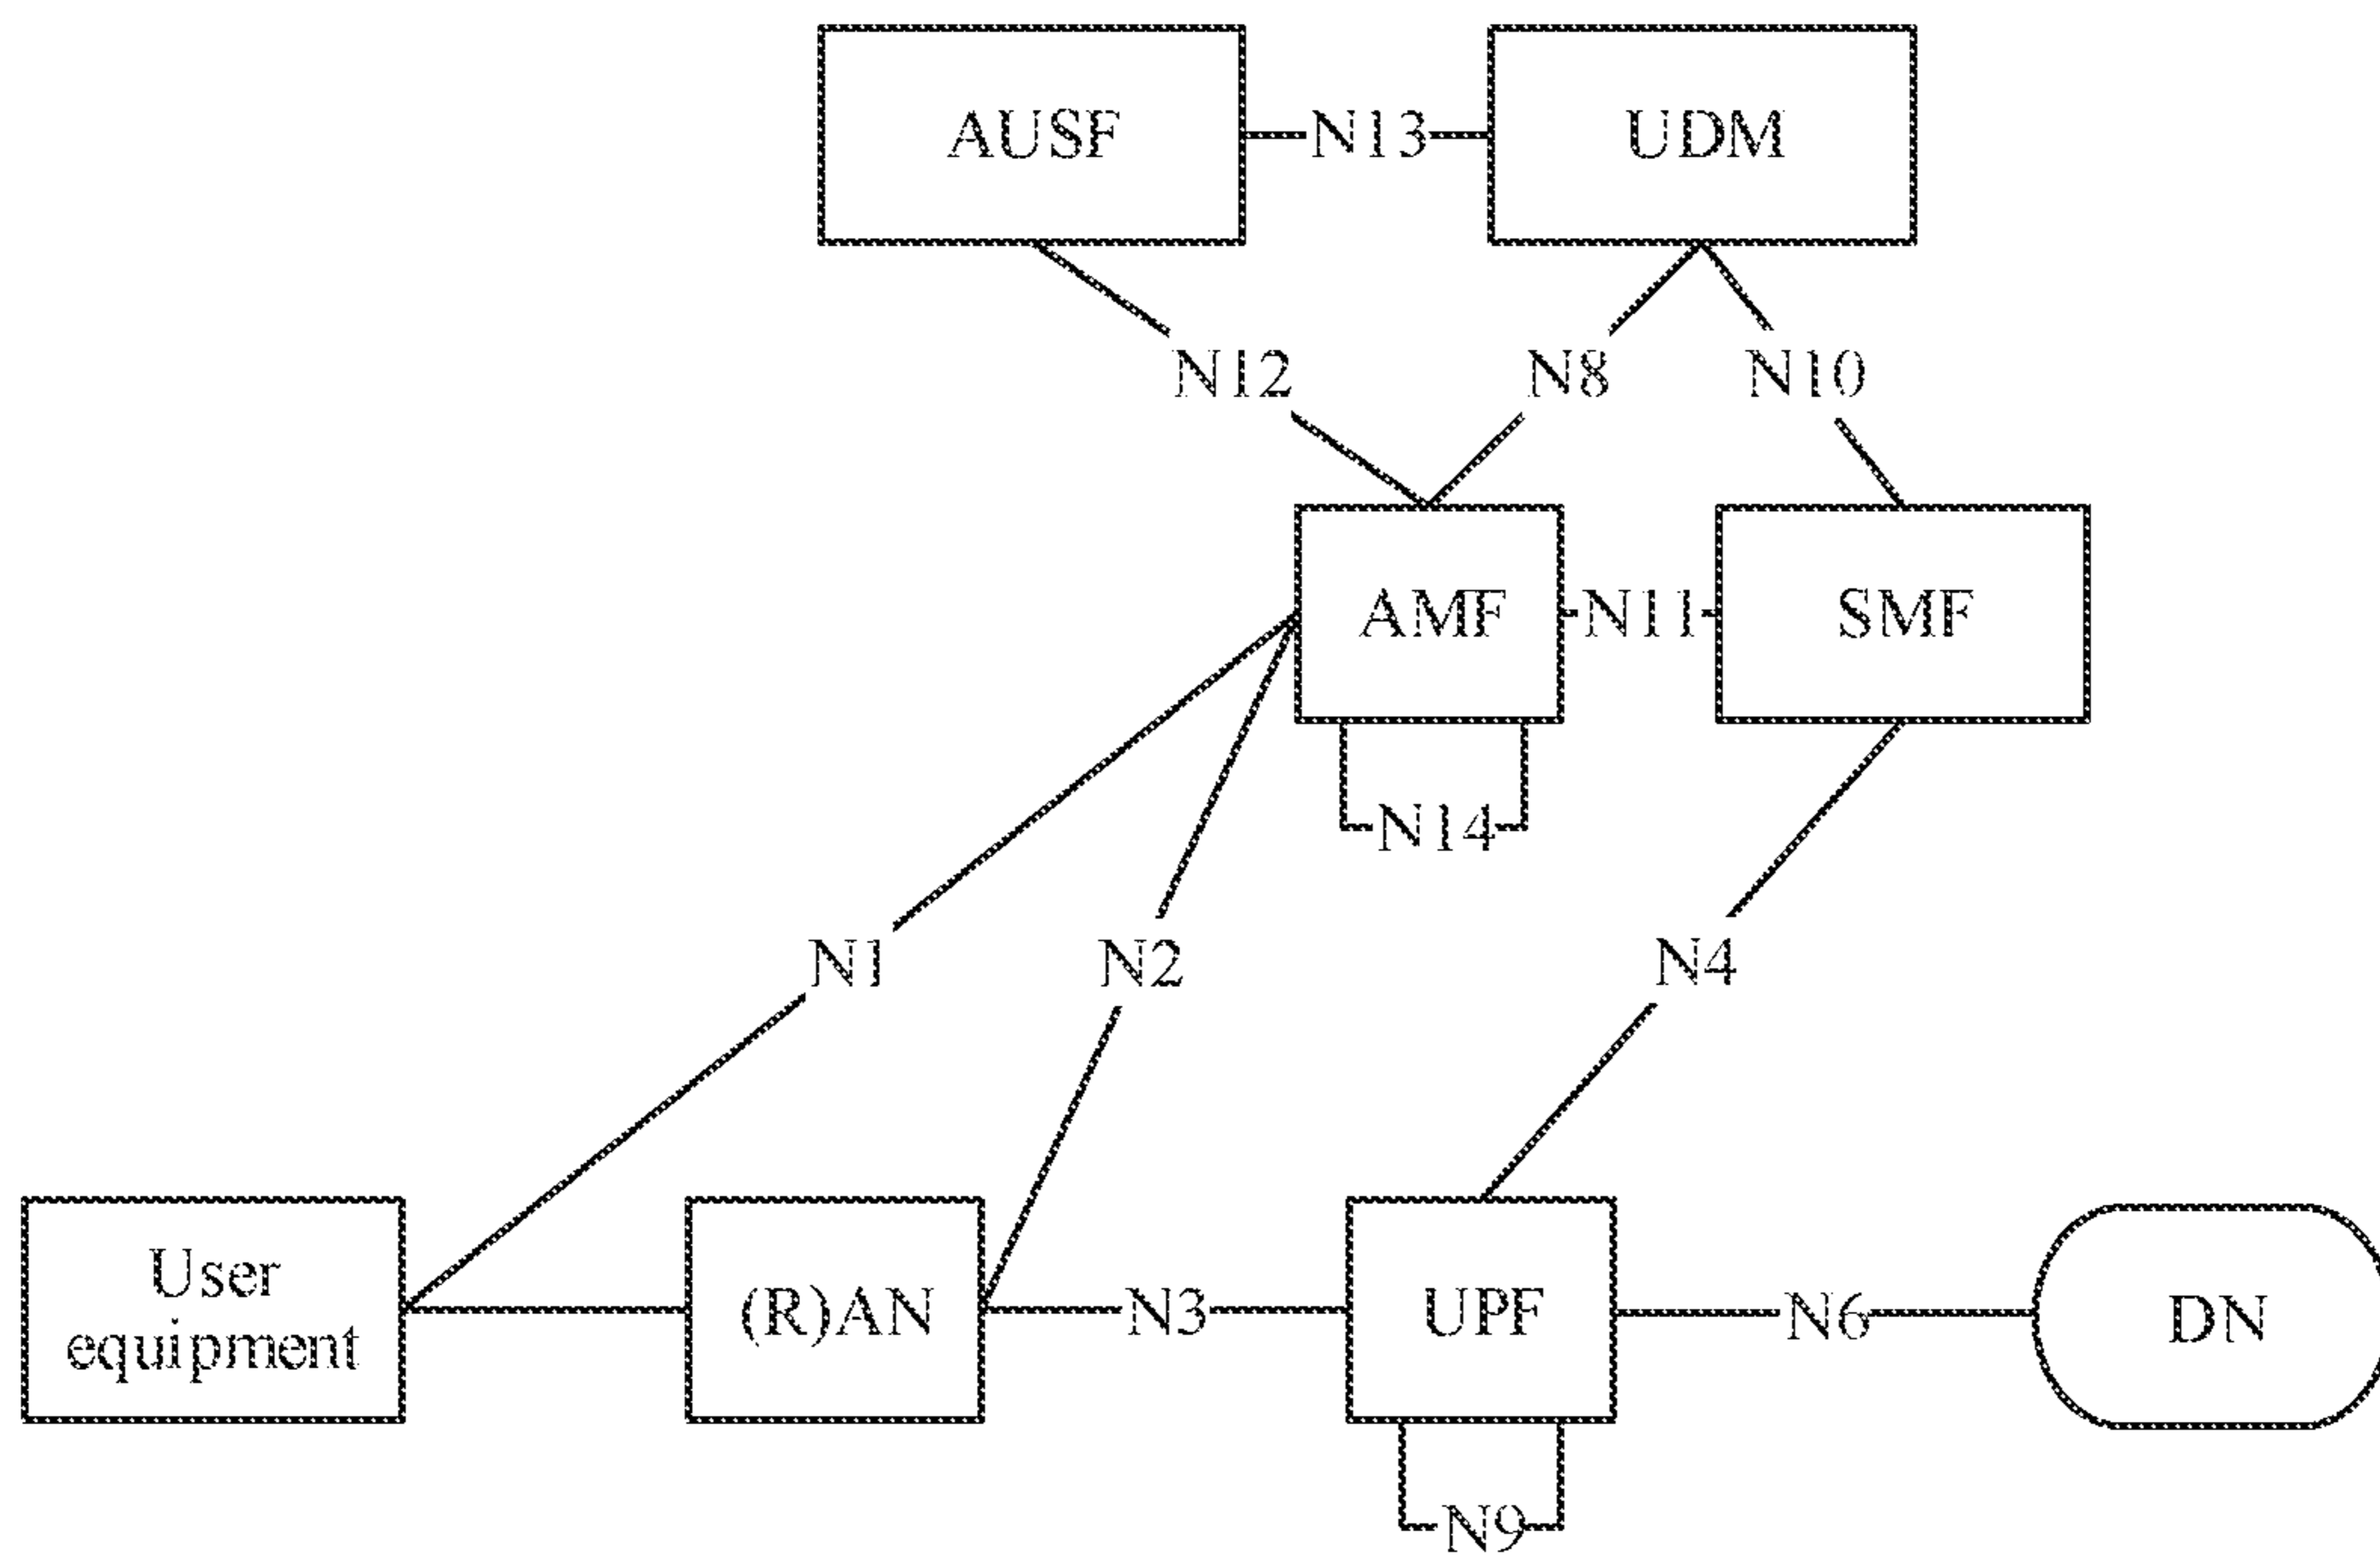 AUSF
N13
UDM
N12
N8
N10
AMF
N11
SMF
N14
N1
N2
N4
User
equipment
(R)AN
N3
UPF
N6
DN
N9